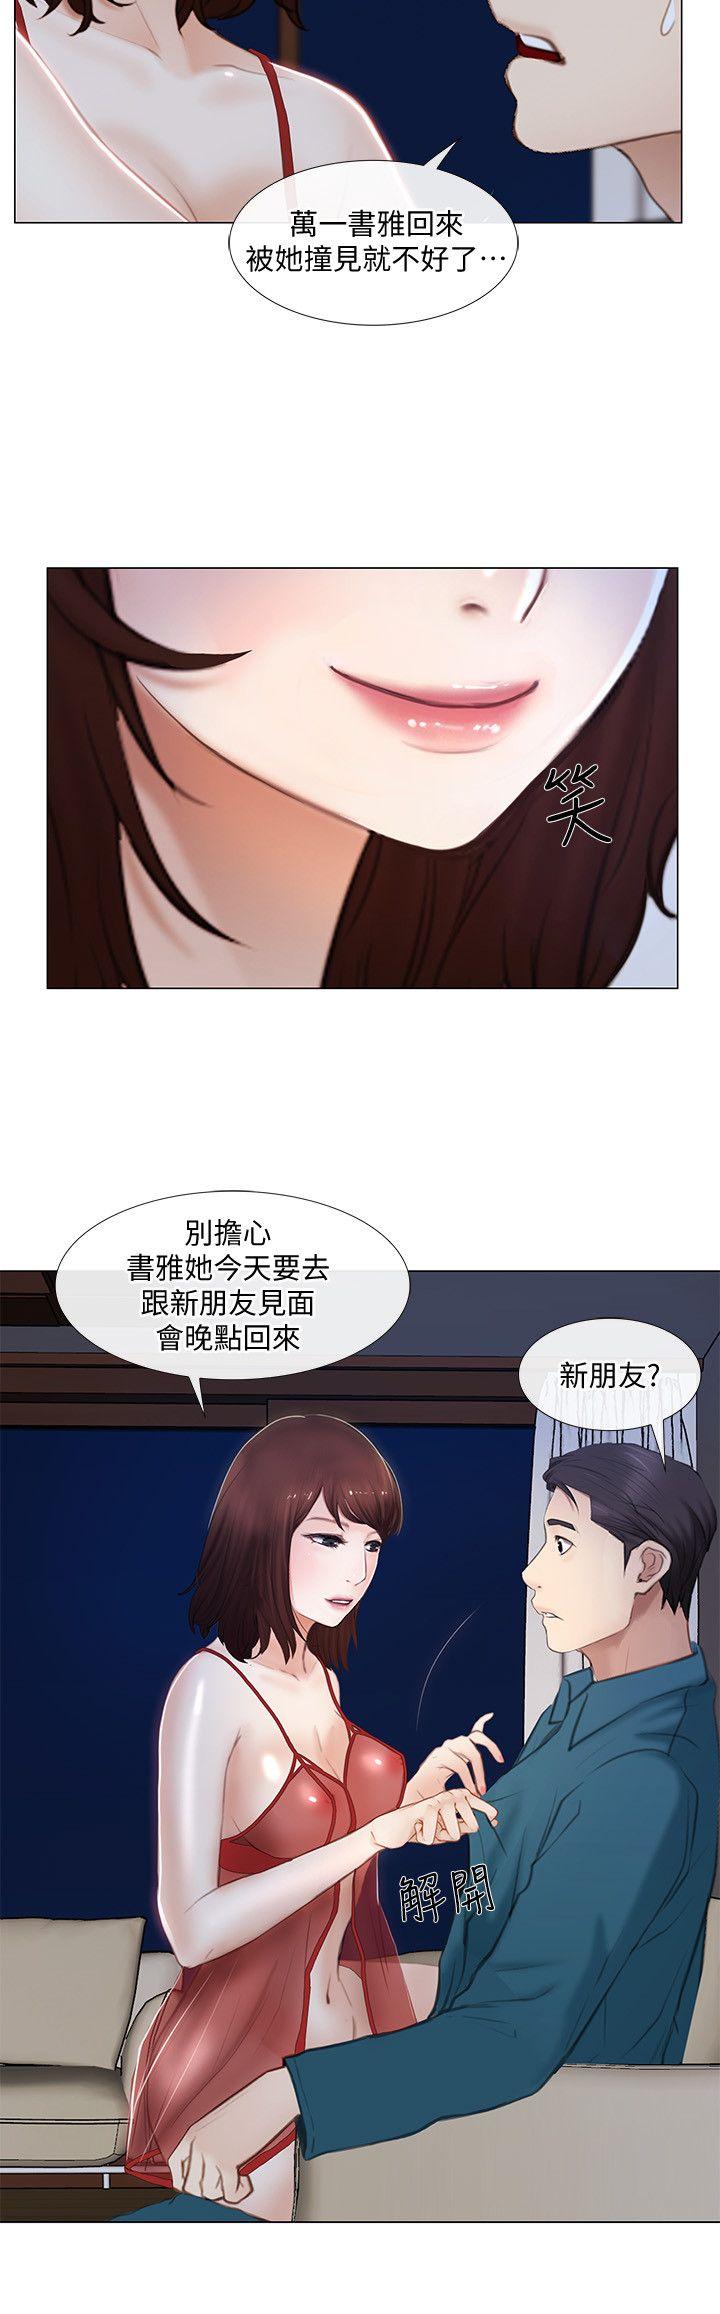 萬一書雅回來
被她撞見就不好了⋯
笑
別擔心
書雅她今天要去
跟新朋友見面
會晚點回來
新朋友?
解開